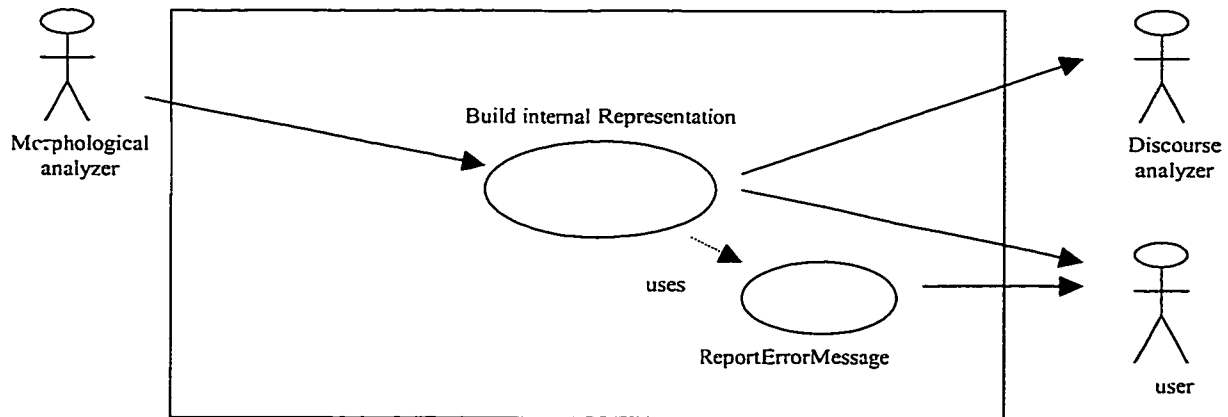 Build internal Representation
Morphological
analyzer
Discourse
analyzer
uses
ReportErrorMessage
user